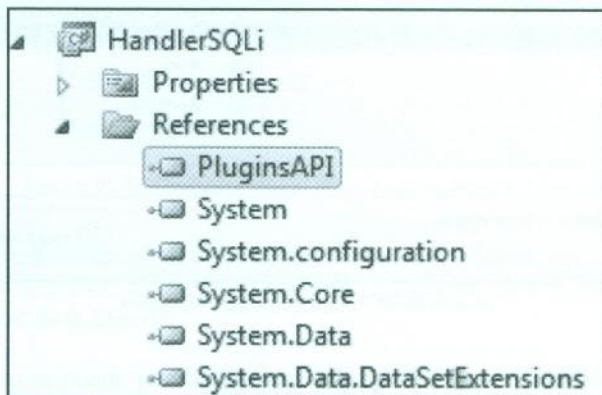 HandlerSQLi
Properties
References
PluginsAPI
System
System.configuration
System.Core
System.Data
System.Data.DataSetExtensions